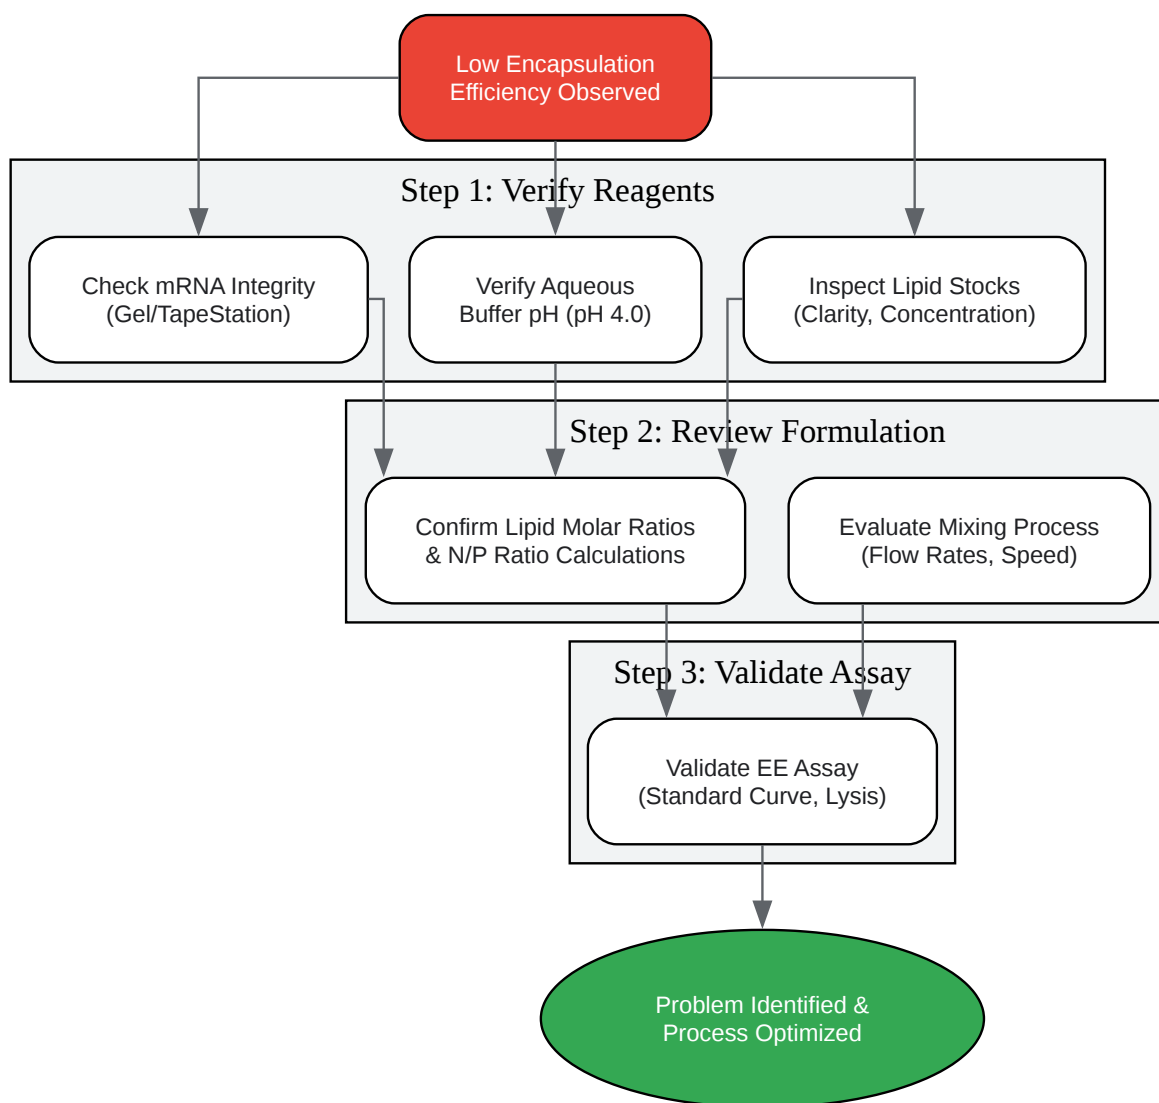 Low Encapsulation
Efficiency Observed
Step 1: Verify Reagents
Check mRNA Integrity
(Gel/TapeStation)
Verify Aqueous
Buffer pH (pH 4.0)
Inspect Lipid Stocks
(Clarity, Concentration)
Step 2: Review Formulation
Confirm Lipid Molar Ratios
& N/P Ratio Calculations
Evaluate Mixing Process
(Flow Rates, Speed)
Step 3: Validate Assay
Validate EE Assay
(Standard Curve, Lysis)
Problem Identified &
Process Optimized